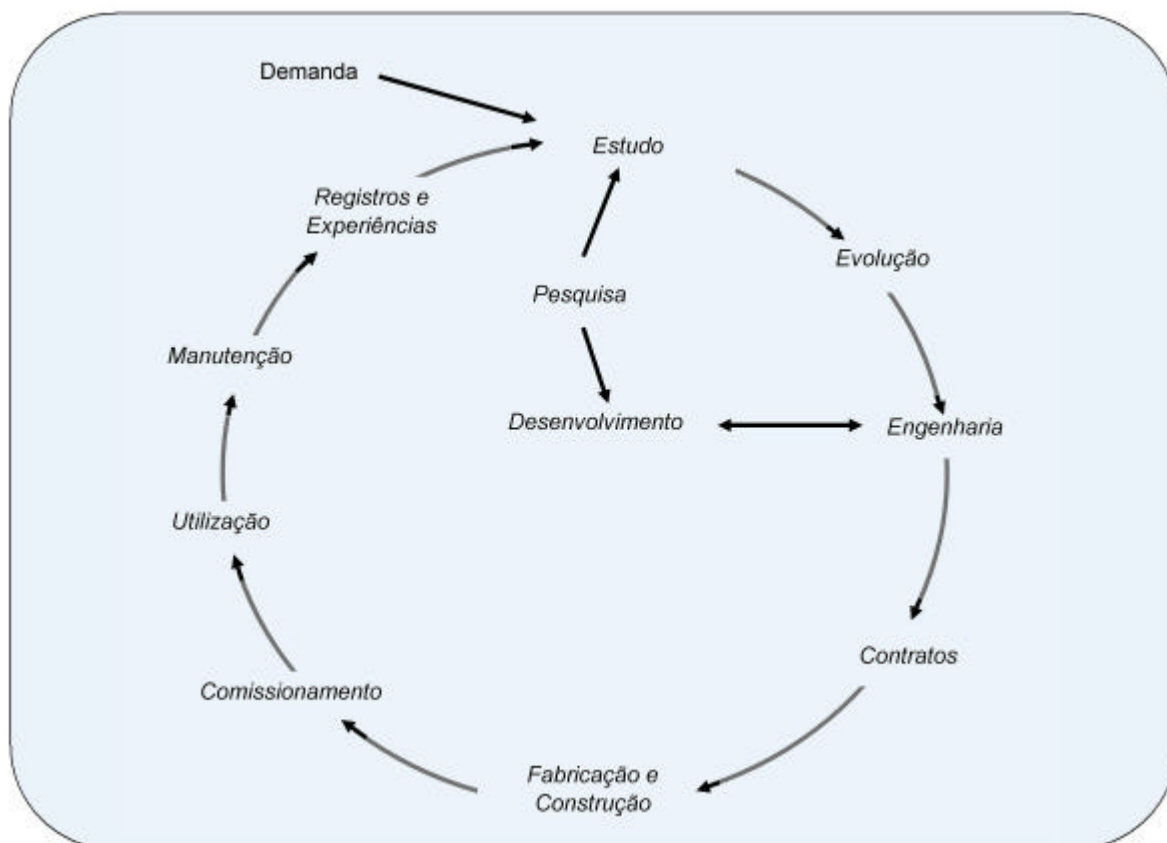 Demanda
Estudo
Registros e
Experiências
Evolução
Pesquisa
Manutenção
Desenvolvimento
Engenharia
Utilização
Contratos
Comissionamento
Fabricação e
Construção